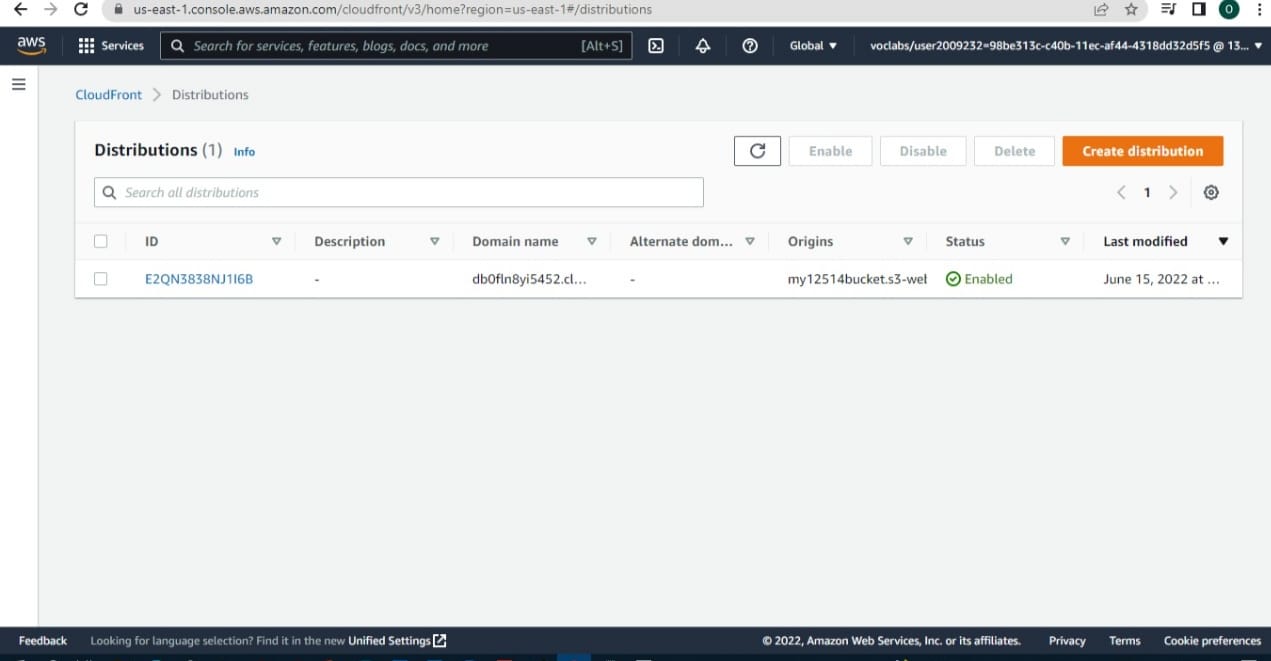 us-east-1.console.aws.amazon.com/cloudfront/v3/home?region=us-east-1#/distributions
O
aws Services Search for services, features, blogs, docs, and more [Alt+S] Global voclabs/user2009232=98be313c-c40b-11ec-af44-4318dd32d5f5 @ 13...
CloudFront Distributions
Distributions (1) Info Enable Disable Delete Create distribution
Search all distributions 1
ID Description Domain name Alternate dom... Origins Status Last modified
E2QN3838NJ1I6B - db0fln8yi5452.cl... - my12514bucket.s3-wel Enabled June 15, 2022 at ...
Feedback Looking for language selection? Find it in the new Unified Settings © 2022, Amazon Web Services, Inc. or its affiliates. Privacy Terms Cookie preferences